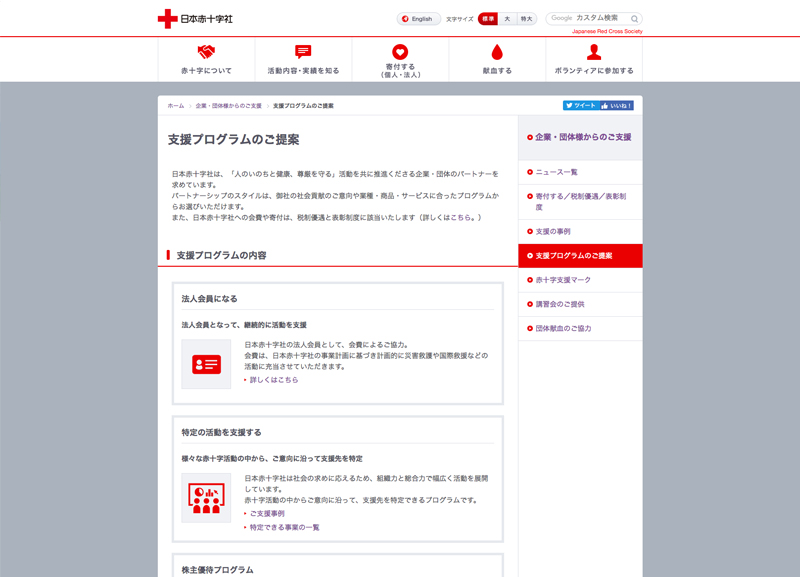 日本赤十字社
English
文字サイズ
標準
大
特大
Google カスタム検索
Japanese Red Cross Society
赤十字について
活動内容・実績を知る
寄付する
（個人・法人）
献血する
ボランティアに参加する
ホーム
企業・団体様からのご支援
支援プログラムのご提案
ツイート
いいね！
支援プログラムのご提案
日本赤十字社は、「人のいのちと健康、尊厳を守る」活動を共に推進くださる企業・団体のパートナーを
求めています。
パートナーシップのスタイルは、御社の社会貢献のご意向や業種・商品・サービスに合ったプログラムか
らお選びいただけます。
また、日本赤十字社への会費や寄付は、税制優遇と表彰制度に該当いたします（詳しくはこちら。）
支援プログラムの内容
法人会員になる
法人会員となって、継続的に活動を支援
日本赤十字社の法人会員として、会費によるご協力。
会費は、日本赤十字社の事業計画に基づき計画的に災害救護や国際救援などの
活動に充当させていただきます。
詳しくはこちら
特定の活動を支援する
様々な赤十字活動の中から、ご意向に沿って支援先を特定
日本赤十字社は社会の求めに応えるため、組織力と総合力で幅広く活動を展開
しています。
赤十字活動の中からご意向に沿って、支援先を特定できるプログラムです。
ご支援事例
特定できる事業の一覧
株主優待プログラム
企業・団体様からのご支援
ニュース一覧
寄付する／税制優遇／表彰制
度
支援の事例
支援プログラムのご提案
赤十字支援マーク
講習会のご提供
団体献血のご協力